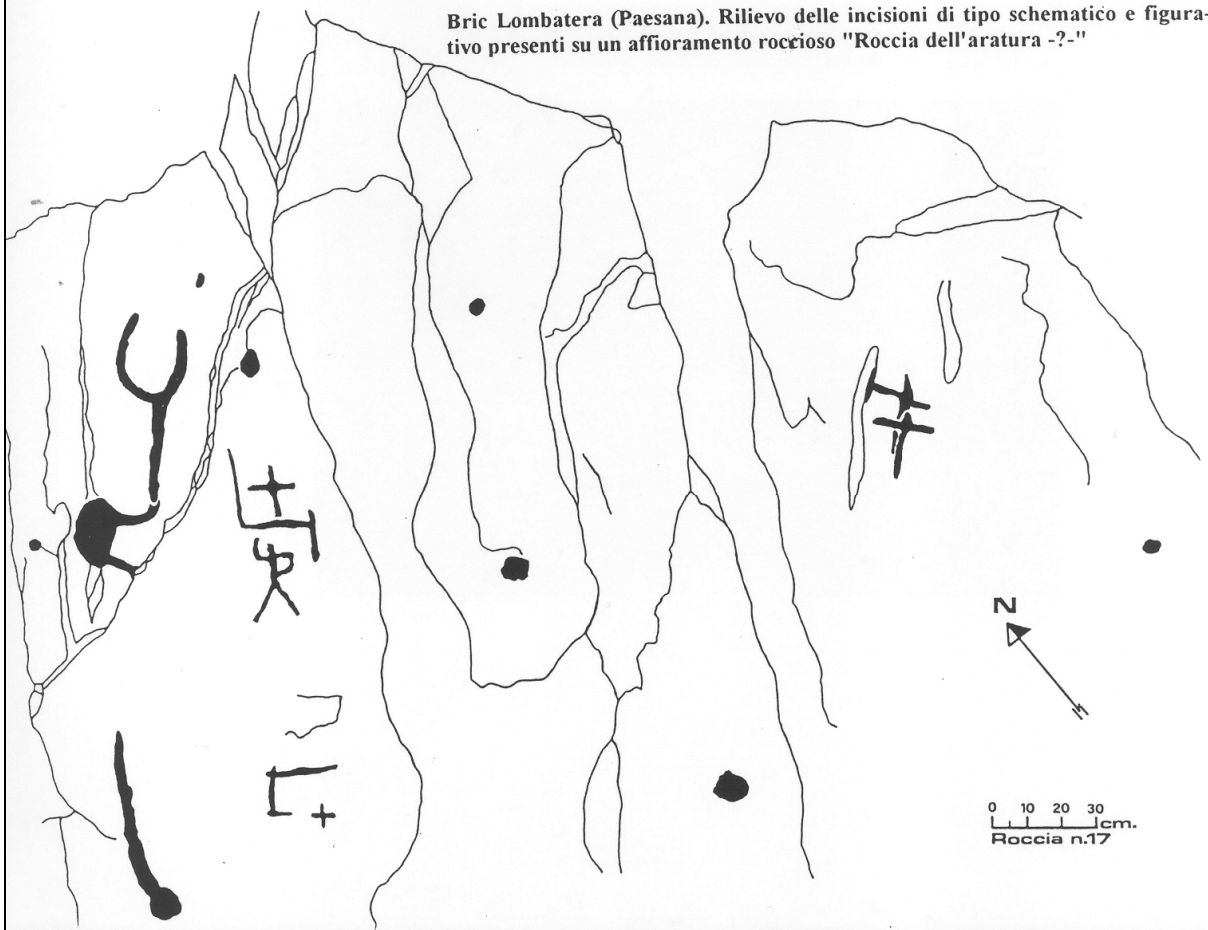 Bric Lombatera (Paesana). Rilievo delle incisioni di tipo schematico e figura-
tivo presenti su un affioramento roccioso "Roccia dell'aratura -?-"
N
0 10 20 30
cm.
Roccia n.17